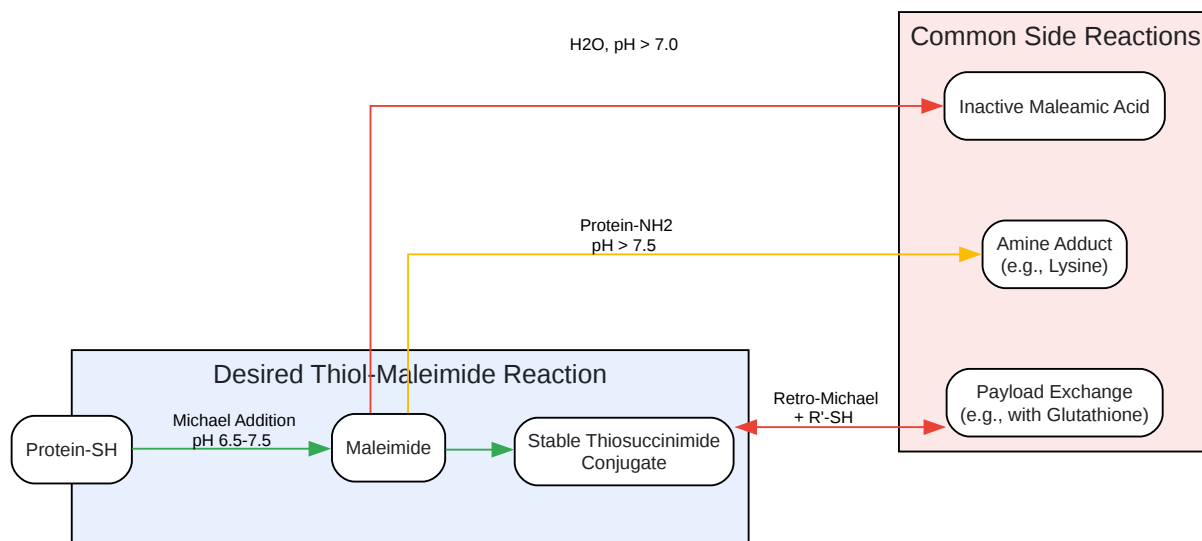 H2O, pH > 7.0
Common Side Reactions
Inactive Maleamic Acid
Protein-NH2
pH > 7.5
Amine Adduct
(e.g., Lysine)
Desired Thiol-Maleimide Reaction
Retro-Michael
+ R'-SH
Payload Exchange
(e.g., with Glutathione)
Michael Addition
pH 6.5-7.5
Protein-SH
Maleimide
Stable Thiosuccinimide
Conjugate